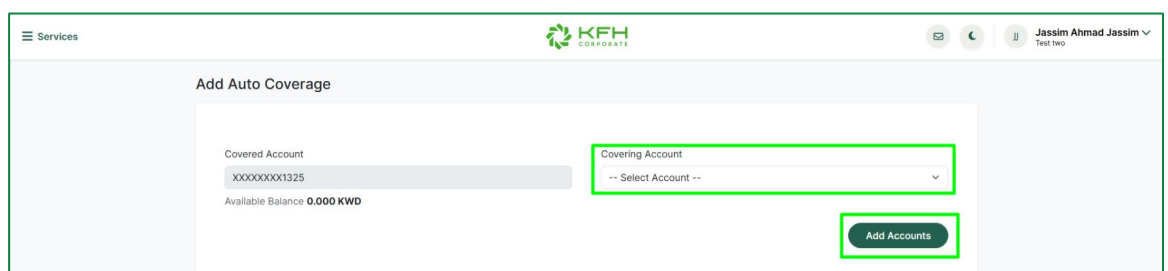 Services
KFH
CORPORATE
JJ
Jassim Ahmad Jassim
Test two
Add Auto Coverage
Covered Account
Covering Account
XXXXXXXX1325
-- Select Account --
Available Balance 0.000 KWD
Add Accounts